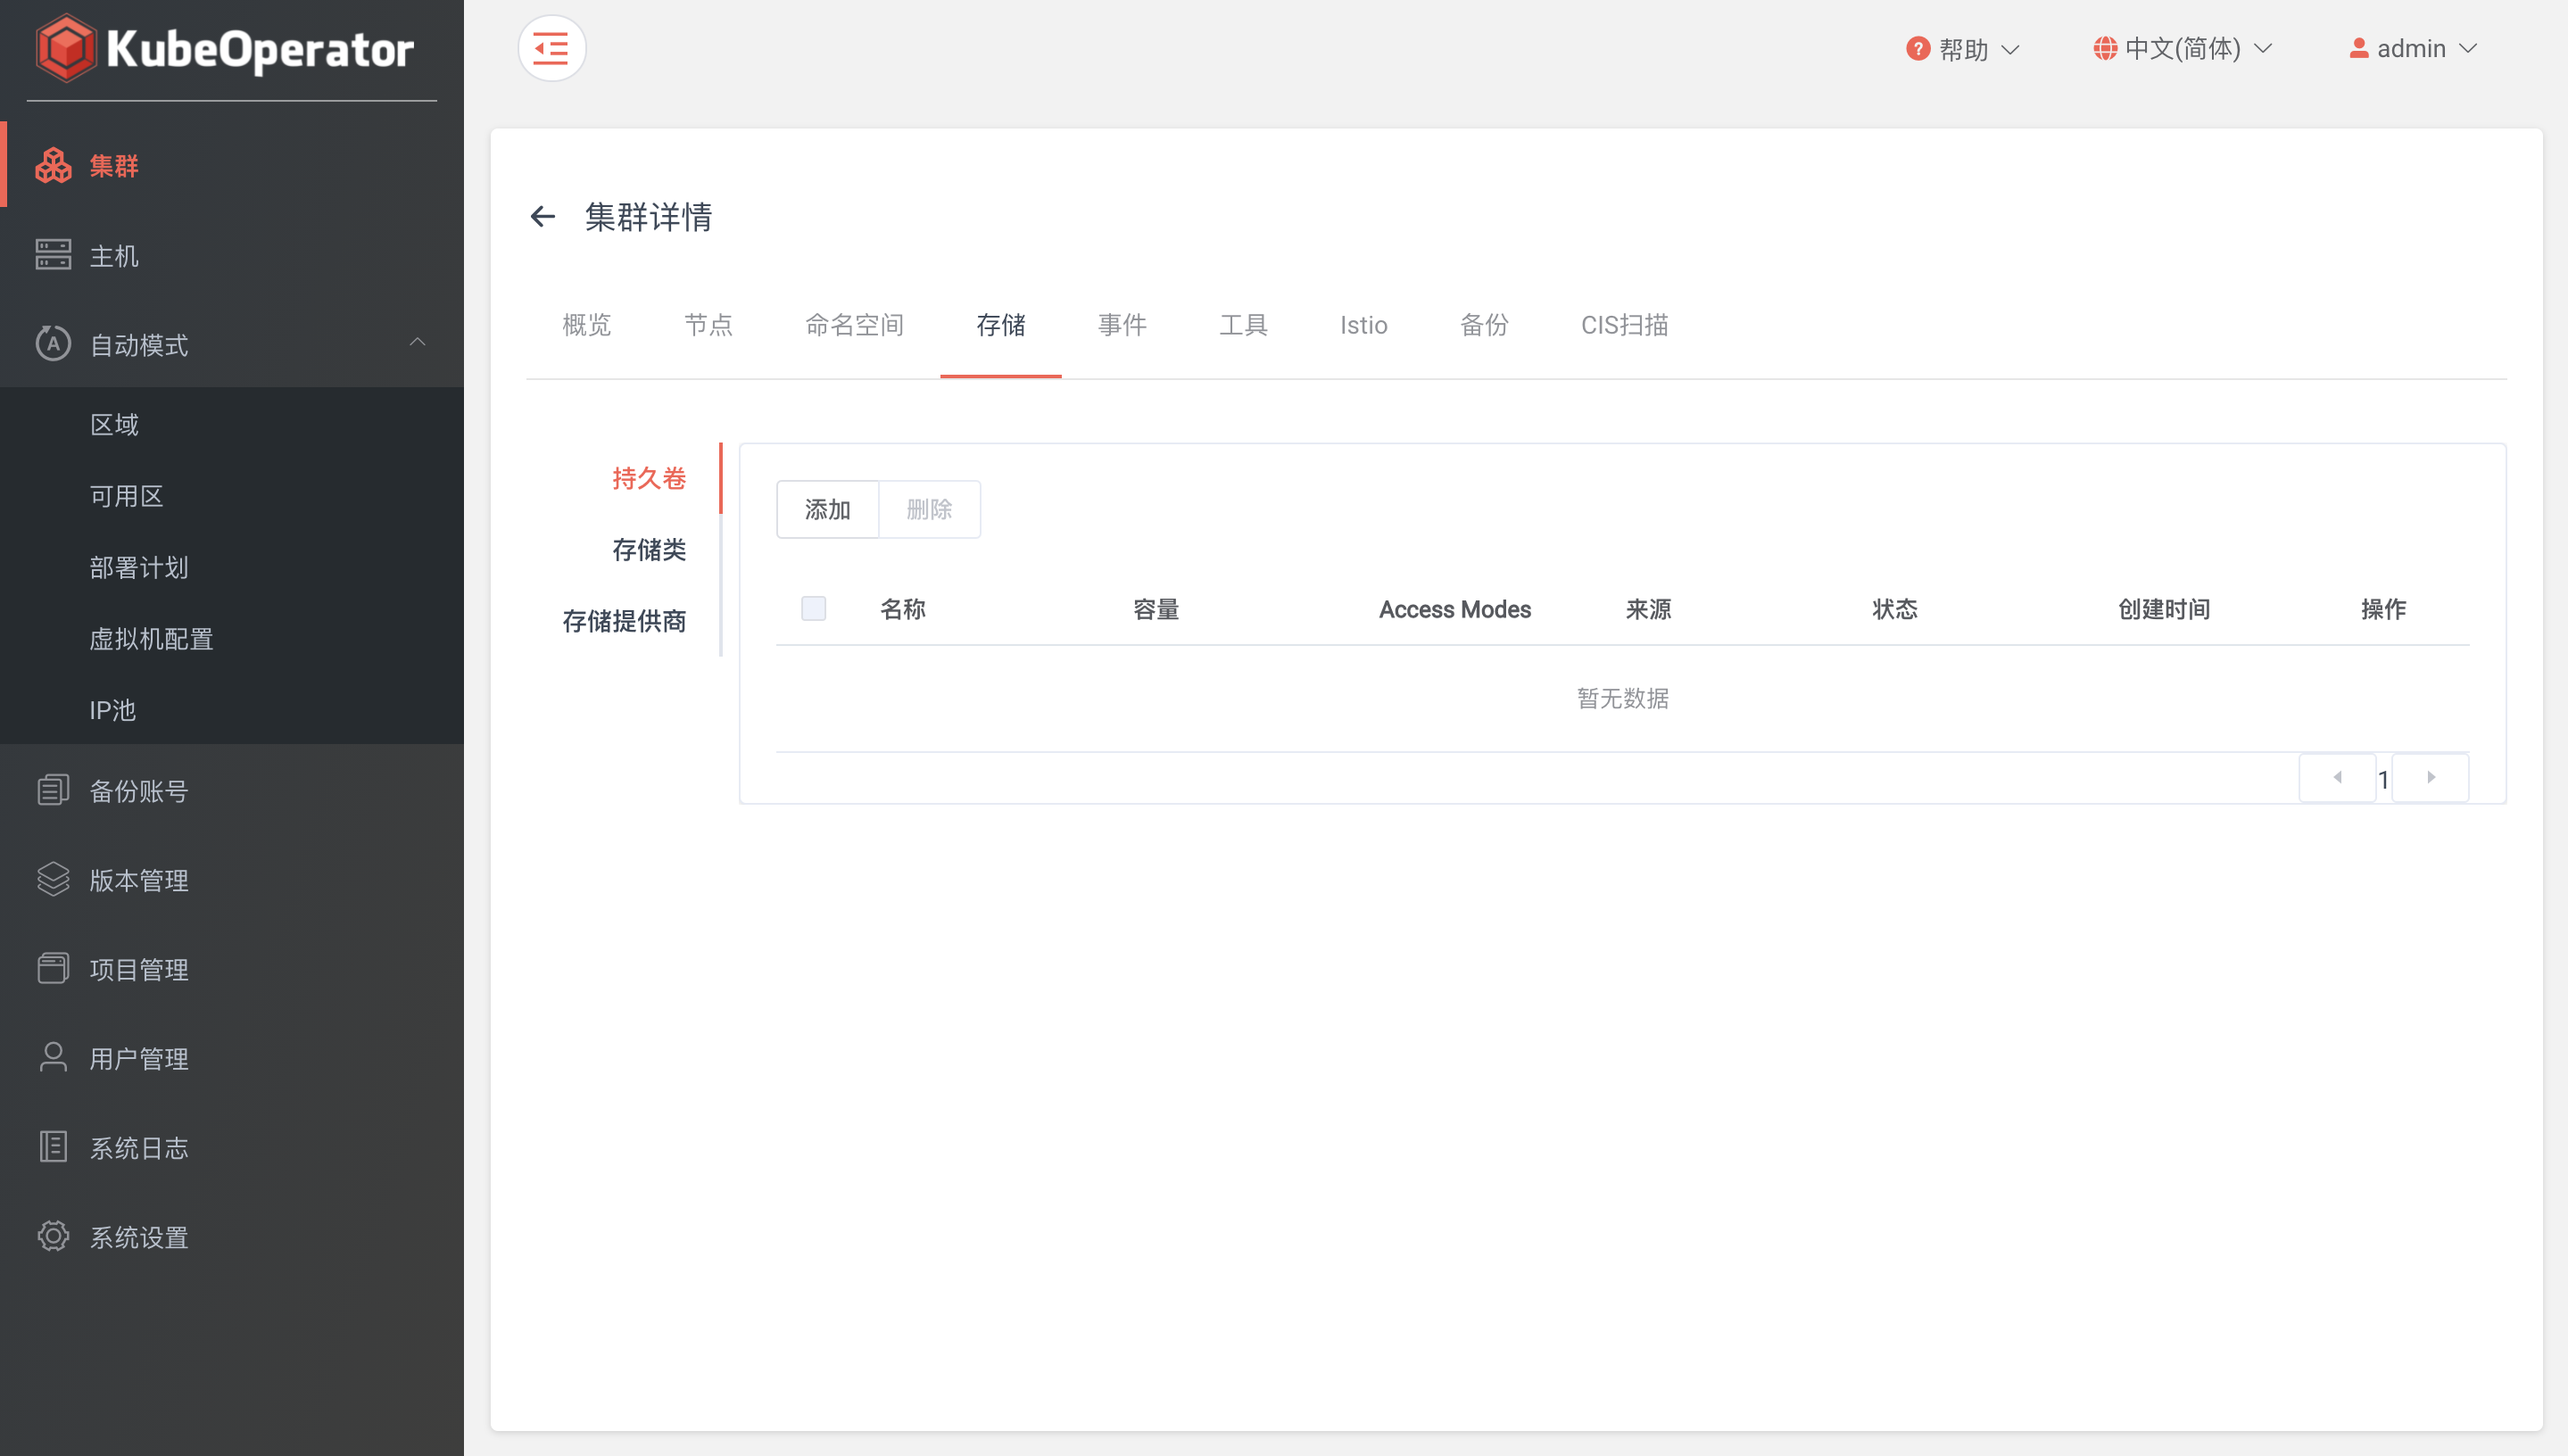 KubeOperator
帮助
中文(简体)
admin
集群
主机
自动模式
区域
可用区
部署计划
虚拟机配置
IP池
备份账号
版本管理
项目管理
用户管理
系统日志
系统设置
集群详情
概览 节点 命名空间 存储 事件 工具 Istio 备份 CIS扫描
持久卷
存储类
存储提供商
添加 删除
名称 容量 Access Modes 来源 状态 创建时间 操作
暂无数据
1